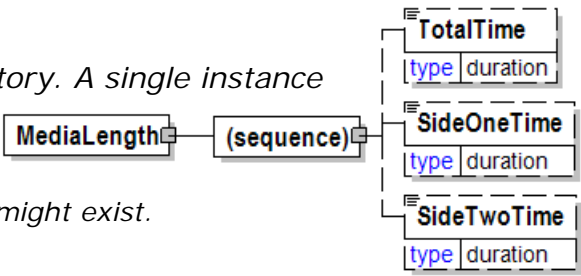 TotalTime
type duration
tory. A single instance
SideOneTime
MediaLength
(sequence)
type duration
might exist.
SideTwoTime
type duration